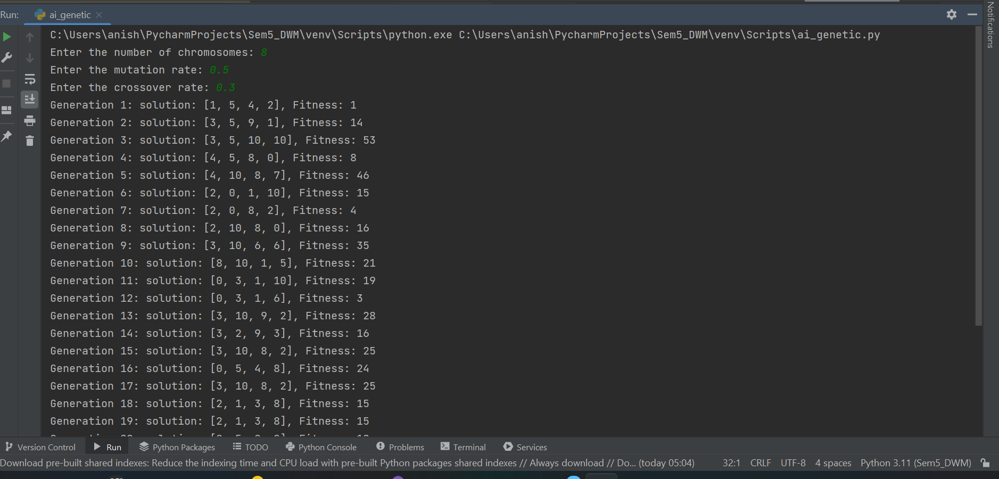 Run: ai_genetic
Notifications
C:\Users\anish\PycharmProjects\Sem5_DWM\venv\Scripts\python.exe C:\Users\anish\PycharmProjects\Sem5_DWM\venv\Scripts\ai_genetic.py
Enter the number of chromosomes: 8
Enter the mutation rate: 0.5
Enter the crossover rate: 0.3
Generation 1: solution: [1, 5, 4, 2], Fitness: 1
Generation 2: solution: [3, 5, 9, 1], Fitness: 14
Generation 3: solution: [3, 5, 10, 10], Fitness: 53
Generation 4: solution: [4, 5, 8, 0], Fitness: 8
Generation 5: solution: [4, 10, 8, 7], Fitness: 46
Generation 6: solution: [2, 0, 1, 10], Fitness: 15
Generation 7: solution: [2, 0, 8, 2], Fitness: 4
Generation 8: solution: [2, 10, 8, 0], Fitness: 16
Generation 9: solution: [3, 10, 6, 6], Fitness: 35
Generation 10: solution: [8, 10, 1, 5], Fitness: 21
Generation 11: solution: [0, 3, 1, 10], Fitness: 19
Generation 12: solution: [0, 3, 1, 6], Fitness: 3
Generation 13: solution: [3, 10, 9, 2], Fitness: 28
Generation 14: solution: [3, 2, 9, 3], Fitness: 16
Generation 15: solution: [3, 10, 8, 2], Fitness: 25
Generation 16: solution: [0, 5, 4, 8], Fitness: 24
Generation 17: solution: [3, 10, 8, 2], Fitness: 25
Generation 18: solution: [2, 1, 3, 8], Fitness: 15
Generation 19: solution: [2, 1, 3, 8], Fitness: 15
Version Control Run Python Packages TODO Python Console Problems Terminal Services
Download pre-built shared indexes: Reduce the indexing time and CPU load with pre-built Python packages shared indexes // Always download // Do... (today 05:04) 32:1 CRLF UTF-8 4 spaces Python 3.11 (Sem5_DWM)